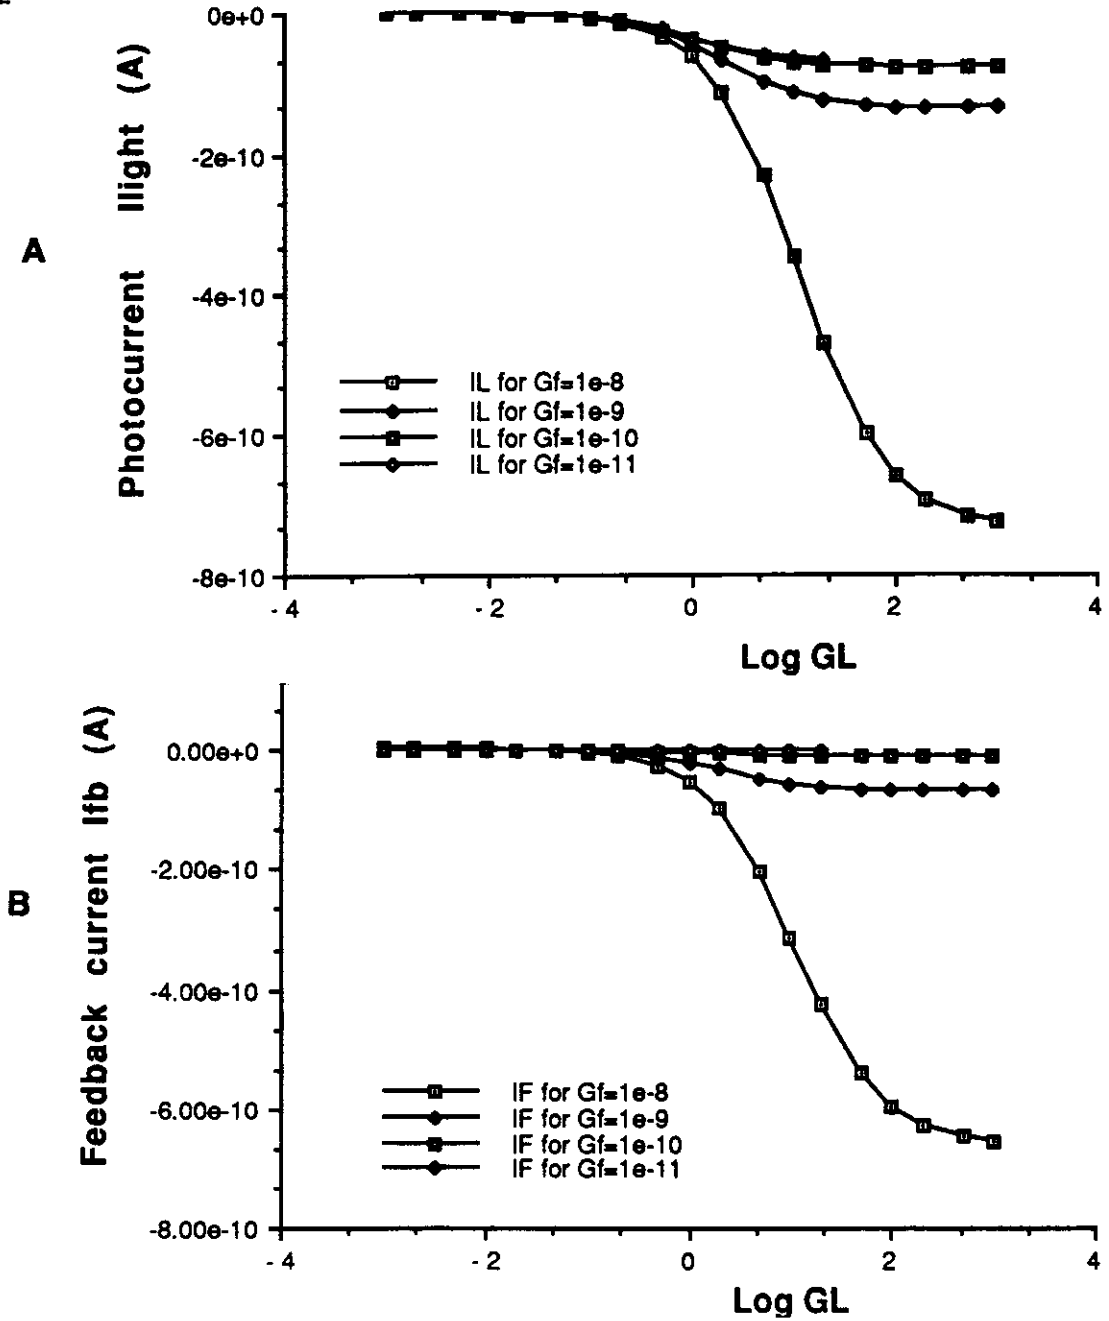 A
Photocurrent Ilight (A)
0e+0
-2e-10
-4e-10
-6e-10
-8e-10
IL for Gf=1e-8
IL for Gf=1e-9
IL for Gf=1e-10
IL for Gf=1e-11
-4
-2
0
2
4
Log GL
B
Feedback current Ifb (A)
0.00e+0
-2.00e-10
-4.00e-10
-6.00e-10
-8.00e-10
IF for Gf=1e-8
IF for Gf=1e-9
IF for Gf=1e-10
IF for Gf=1e-11
-4
-2
0
2
4
Log GL